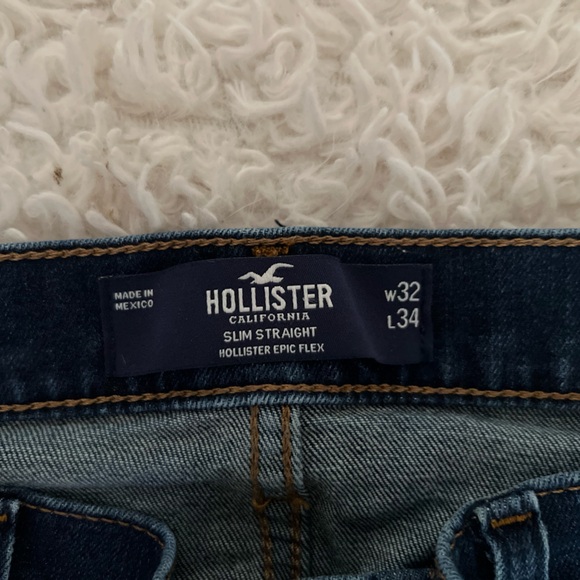 MADE IN
MEXICO
HOLLISTER
CALIFORNIA
SLIM STRAIGHT
HOLLISTER EPIC FLEX
W32
L34